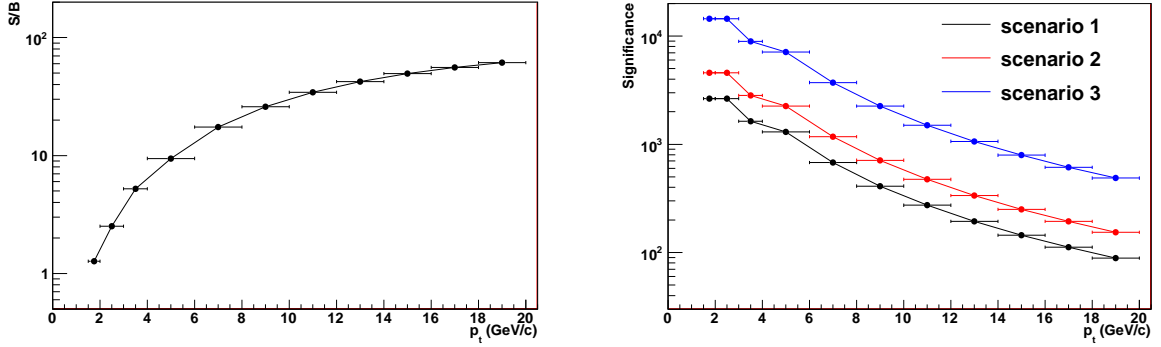 S/B
10²
10
1
0 2 4 6 8 10 12 14 16 18 20
p_t (GeV/c)
Significance
10⁴
10³
10²
scenario 1
scenario 2
scenario 3
0 2 4 6 8 10 12 14 16 18 20
p_t (GeV/c)